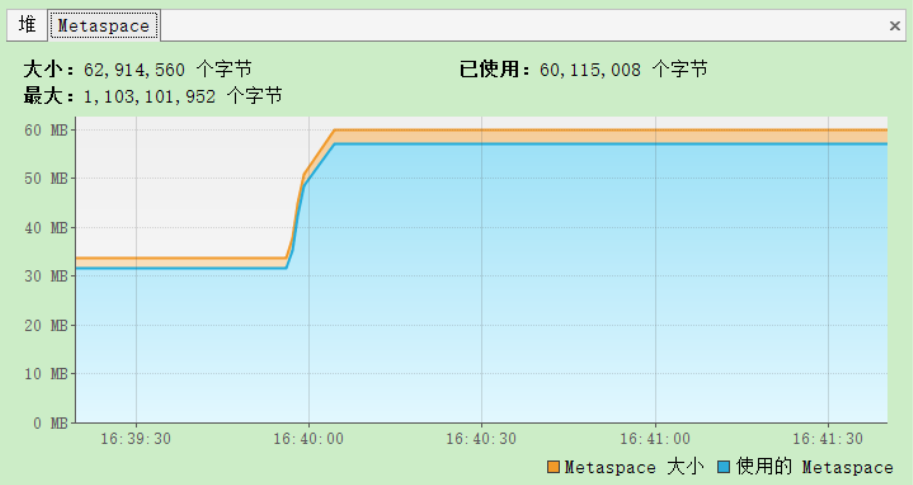 堆 Metaspace ×
大小：62,914,560 个字节 已使用：60,115,008 个字节
最大：1,103,101,952 个字节
60 MB
50 MB
40 MB
30 MB
20 MB
10 MB
0 MB
16:39:30 16:40:00 16:40:30 16:41:00 16:41:30
Metaspace 大小 使用的 Metaspace